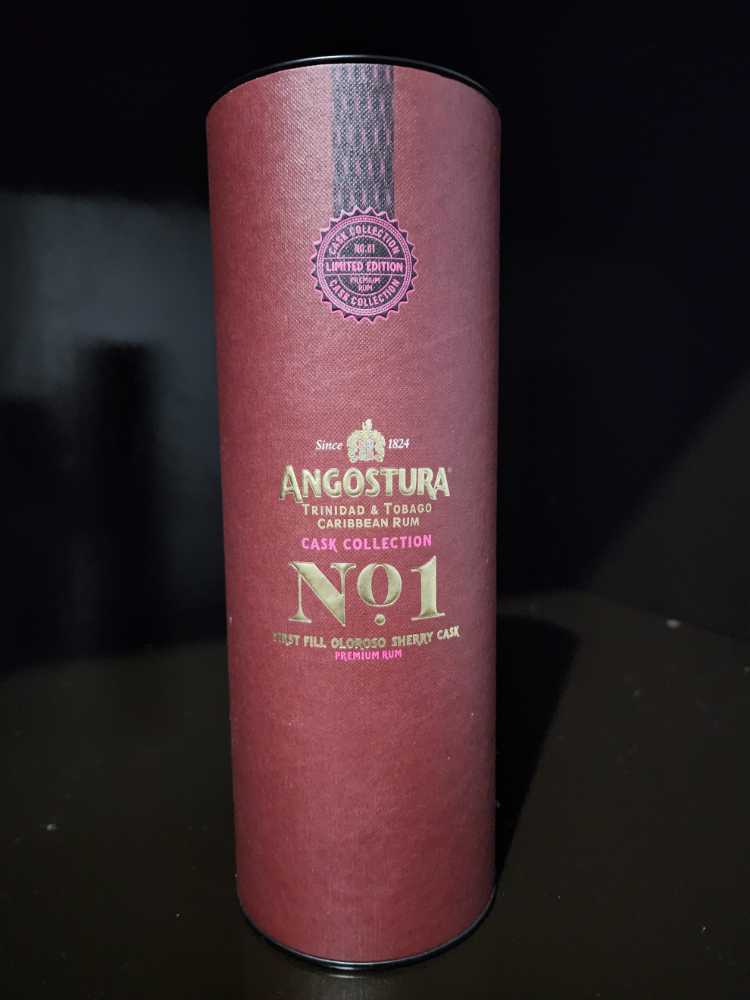 CASK COLLECTION
NO.01
LIMITED EDITION
PREMIUM
RUM
CASK COLLECTION
Since 1824
ANGOSTURA®
TRINIDAD & TOBAGO
CARIBBEAN RUM
CASK COLLECTION
No1
FIRST FILL OLOROSO SHERRY CASK
PREMIUM RUM